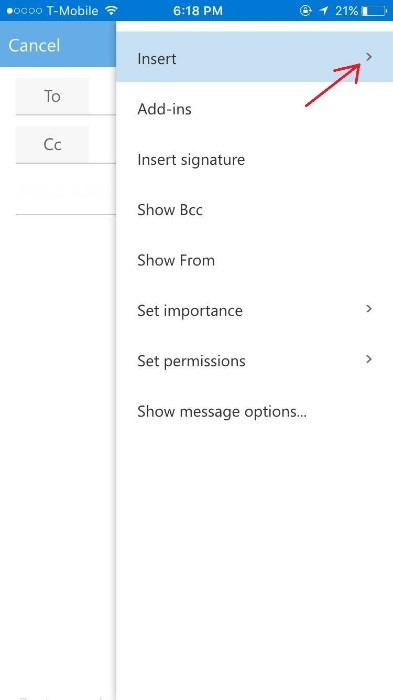 T-Mobile 6:18 PM 21%
Cancel
Insert
To
Add-ins
Cc
Insert signature
Show Bcc
Show From
Set importance
Set permissions
Show message options...